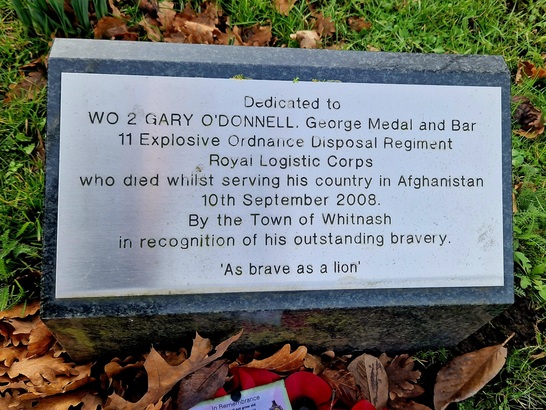 Dedicated to
WO 2 GARY O'DONNELL, George Medal and Bar
11 Explosive Ordnance Disposal Regiment
Royal Logistic Corps
who died whilst serving his country in Afghanistan
10th September 2008.
By the Town of Whitnash
in recognition of his outstanding bravery.
'As brave as a lion'
In Remembrance